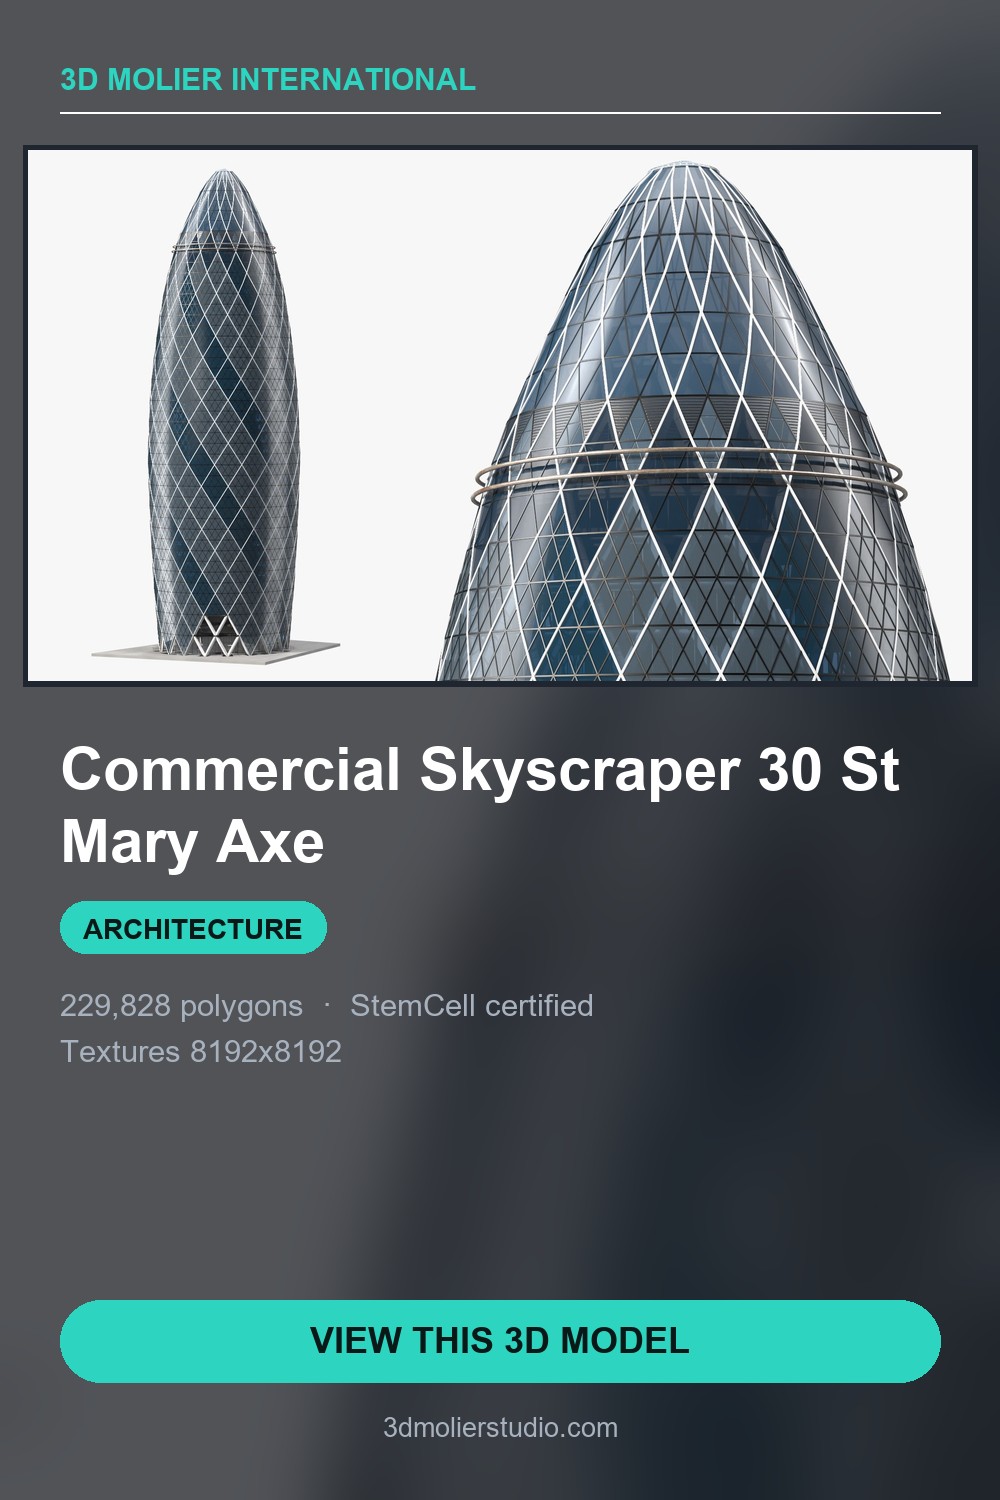 3D MOLIER INTERNATIONAL
Commercial Skyscraper 30 St
Mary Axe
ARCHITECTURE
229,828 polygons · StemCell certified
Textures 8192x8192
VIEW THIS 3D MODEL
3dmolierstudio.com